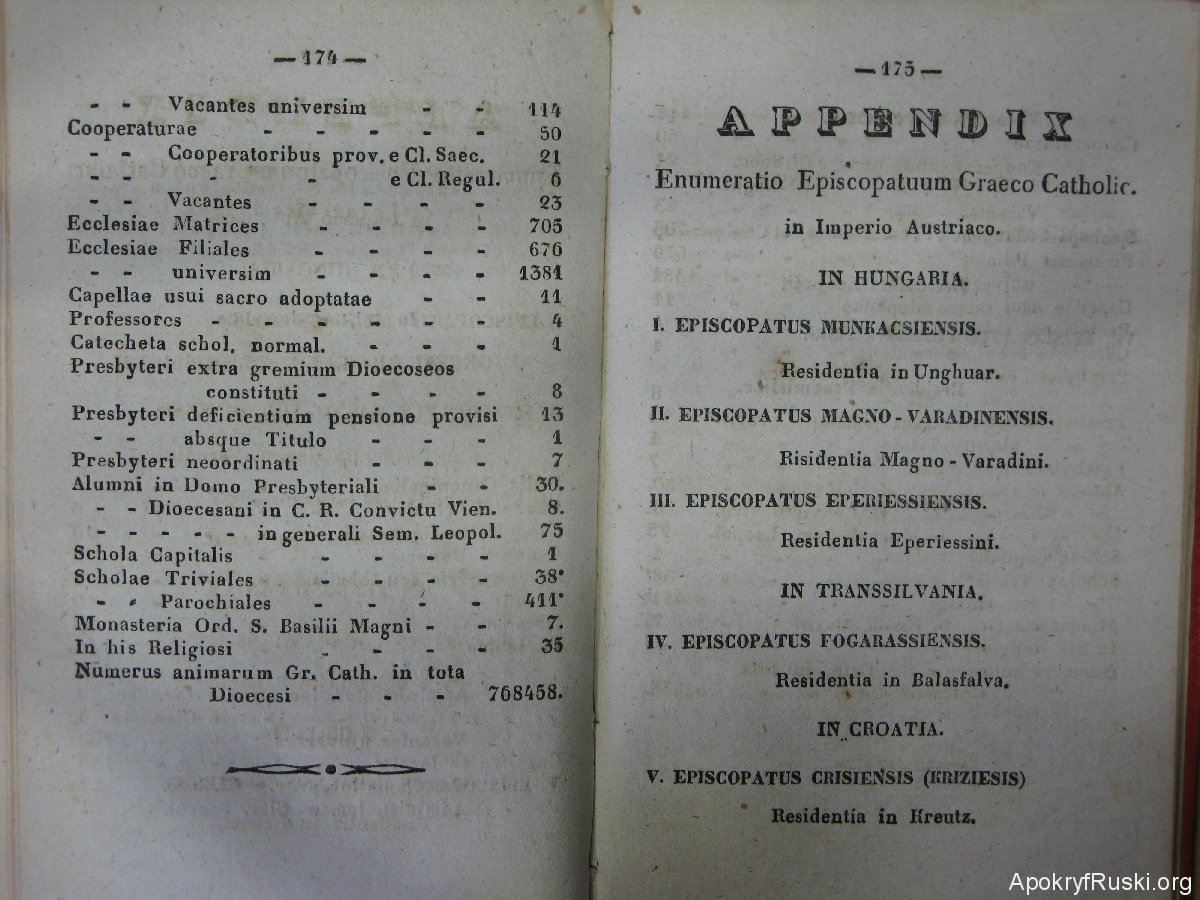 — 174 —
- - Vacantes universim - - 114
Cooperaturae - - - - - 50
- - Cooperatoribus prov. e Cl. Saec. 21
- - - - e Cl. Regul. 6
- - Vacantes - - - - 23
Ecclesiae Matrices - - - - 705
Ecclesiae Filiales - - - - 676
- - universim - - - - 1381
Capellae usui sacro adoptatae - - 11
Professores - - - - - - 4
Catecheta schol. normal. - - - 1
Presbyteri extra gremium Dioecoseos
constituti - - - - 8
Presbyteri deficientium pensione provisi 13
- - absque Titulo - - - 1
Presbyteri neoordinati - - - 7
Alumni in Domo Presbyteriali - - 30.
- - Dioecesani in C. R. Convictu Vien. 8.
- - - - - in generali Sem. Leopol. 75
Schola Capitalis - - - - 1
Scholae Triviales - - - - 38.
- - Parochiales - - - - 411.
Monasteria Ord. S. Basilii Magni - - 7.
In his Religiosi - - - - 35
Numerus animarum Gr. Cath. in tota
Dioecesi - - - 768458.
— 175 —
APPENDIX
Enumeratio Episcopatuum Graeco Catholic.
in Imperio Austriaco.
IN HUNGARIA.
I. EPISCOPATUS MUNKACSIENSIS.
Residentia in Unghuar.
II. EPISCOPATUS MAGNO - VARADINENSIS.
Risidentia Magno - Varadini.
III. EPISCOPATUS EPERIESSIENSIS.
Residentia Eperiessini.
IN TRANSSILVANIA.
IV. EPISCOPATUS FOGARASSIENSIS.
Residentia in Balasfalva.
IN CROATIA.
V. EPISCOPATUS CRISIENSIS (KRIZIESIS)
Residentia in Kreutz.
ApokryfRuski.org